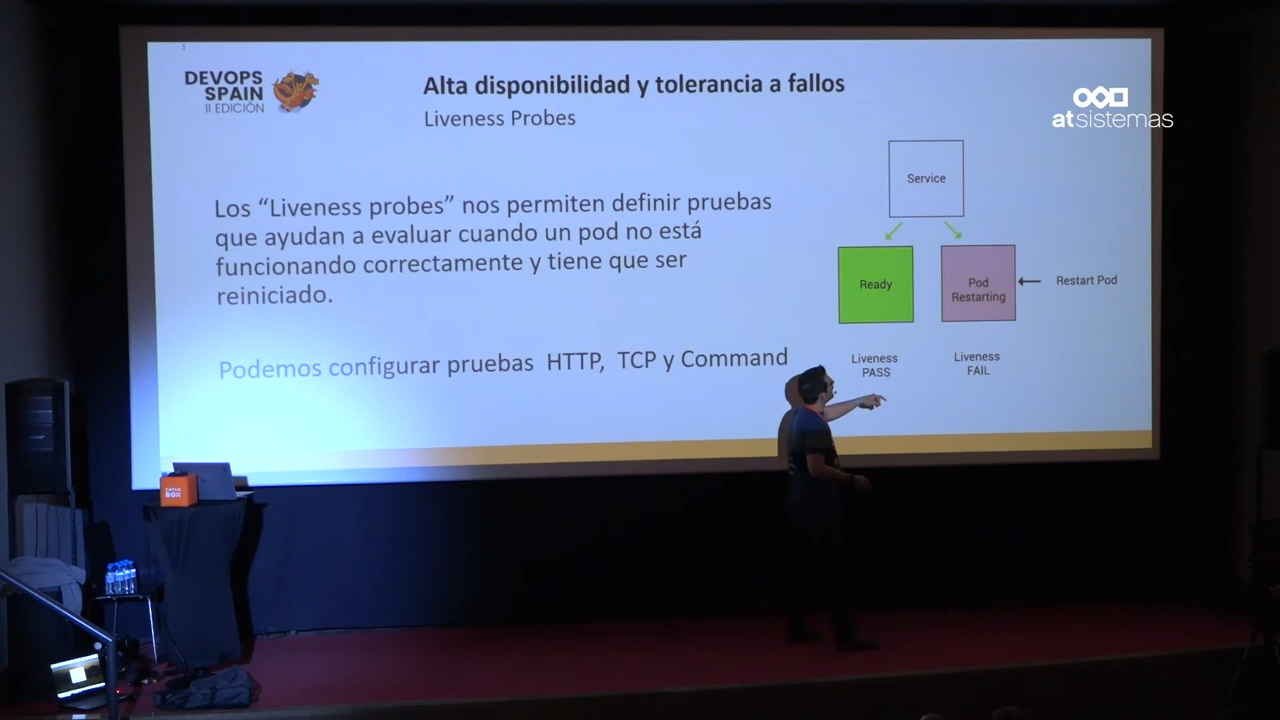 DEVOPS
SPAIN
II EDICIÓN
Alta disponibilidad y tolerancia a fallos
Liveness Probes
atsistemas
Los “Liveness probes” nos permiten definir pruebas
que ayudan a evaluar cuando un pod no está
funcionando correctamente y tiene que ser
reiniciado.
Podemos configurar pruebas HTTP, TCP y Command
Service
Ready
Pod
Restarting
Restart Pod
Liveness
PASS
Liveness
FAIL